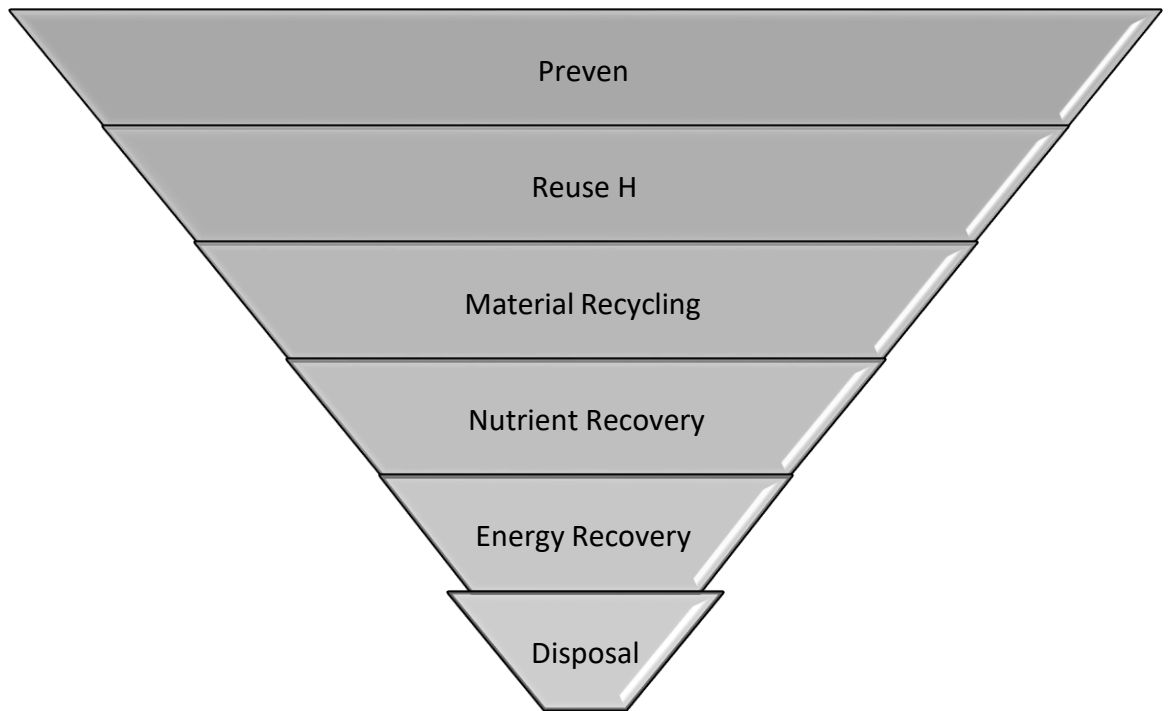 Preven
Reuse H
Material Recycling
Nutrient Recovery
Energy Recovery
Disposal